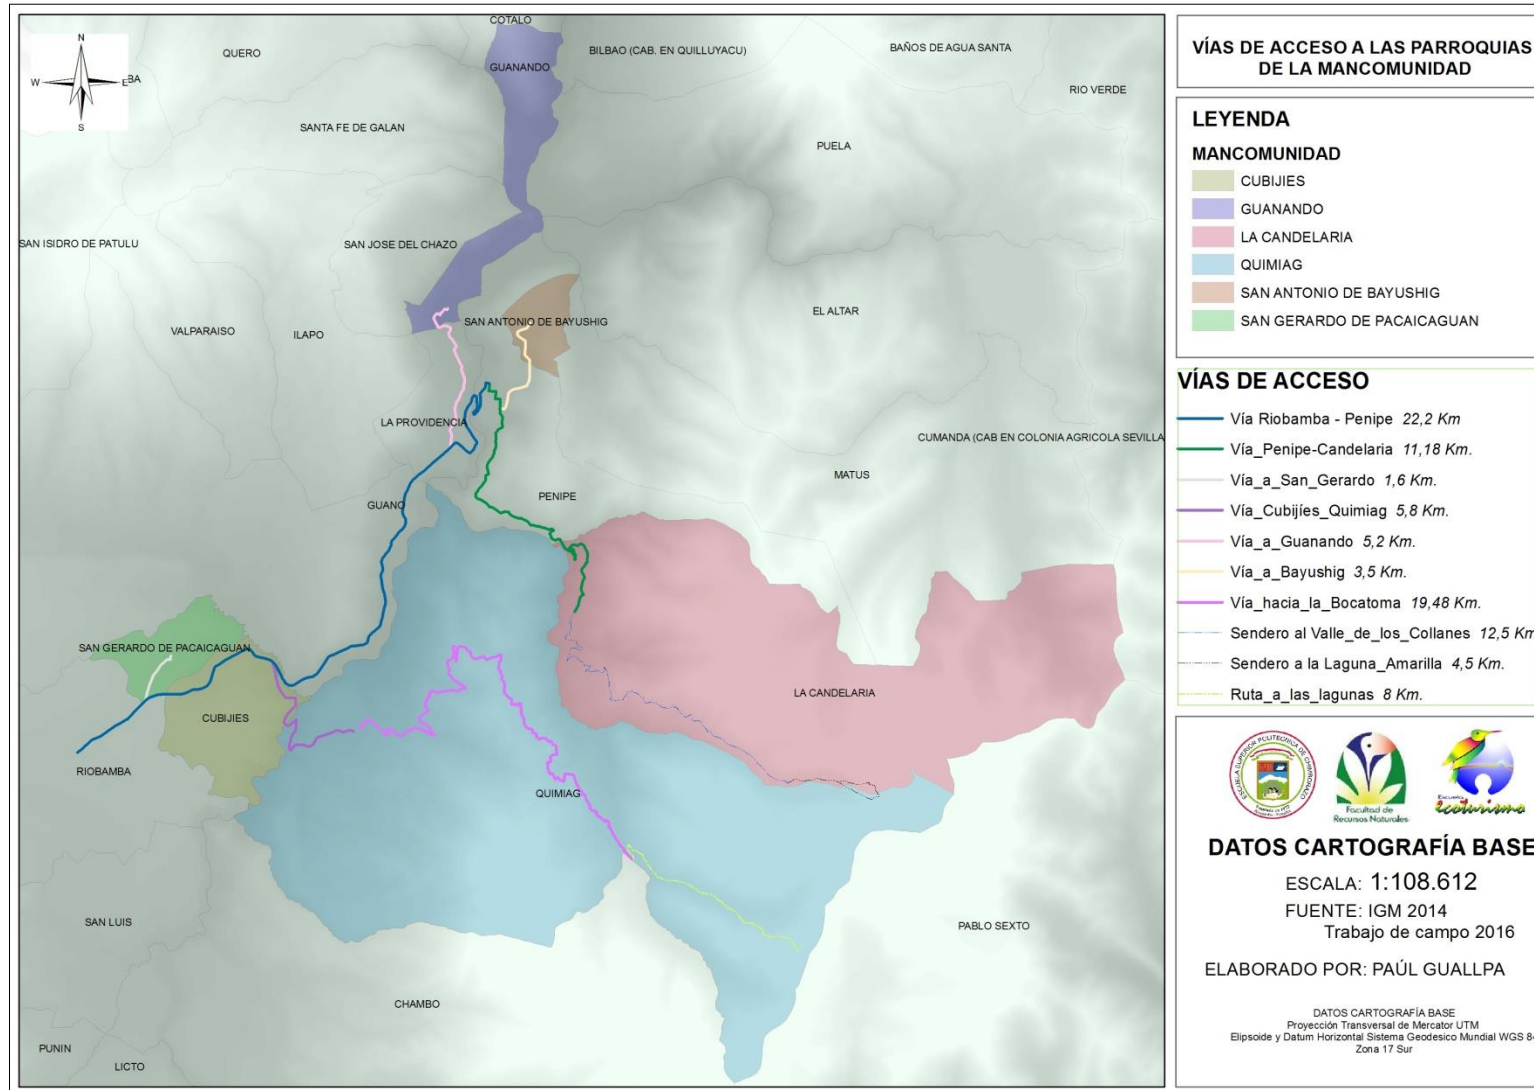 COTALO
QUERO
BILBAO (CAB. EN QUILLUYACU)
BAÑOS DE AGUA SANTA
N
W
E
S
BA
GUANANDO
RIO VERDE
SANTA FE DE GALAN
PUELA
SAN ISIDRO DE PATULU
SAN JOSE DEL CHAZO
VALPARAISO
ILAPO
SAN ANTONIO DE BAYUSHIG
EL ALTAR
LA PROVIDENCIA
CUMANDA (CAB EN COLONIA AGRICOLA SEVILLA
MATUS
PENIPE
GUANO
SAN GERARDO DE PACAICAGUAN
LA CANDELARIA
CUBIJIES
RIOBAMBA
QUIMIAG
SAN LUIS
PABLO SEXTO
CHAMBO
PUNIN
LICTO
VÍAS DE ACCESO A LAS PARROQUIAS
DE LA MANCOMUNIDAD
LEYENDA
MANCOMUNIDAD
CUBIJIES
GUANANDO
LA CANDELARIA
QUIMIAG
SAN ANTONIO DE BAYUSHIG
SAN GERARDO DE PACAICAGUAN
VÍAS DE ACCESO
Vía Riobamba - Penipe 22,2 Km
Vía_Penipe-Candelaria 11,18 Km.
Vía_a_San_Gerardo 1,6 Km.
Vía_Cubijíes_Quimiag 5,8 Km.
Vía_a_Guanando 5,2 Km.
Vía_a_Bayushig 3,5 Km.
Vía_hacia_la_Bocatoma 19,48 Km.
Sendero al Valle_de_los_Collanes 12,5 Km
Sendero a la Laguna_Amarilla 4,5 Km.
Ruta_a_las_lagunas 8 Km.
ESCUELA SUPERIOR POLITECNICA DE CHIMBORAZO
Facultad de
Recursos Naturales
Escuela
ecoturismo
DATOS CARTOGRAFÍA BASE
ESCALA: 1:108.612
FUENTE: IGM 2014
Trabajo de campo 2016
ELABORADO POR: PAÚL GUALLPA
DATOS CARTOGRAFÍA BASE
Proyección Transversal de Mercator UTM
Elipsoide y Datum Horizontal Sistema Geodesico Mundial WGS 84
Zona 17 Sur